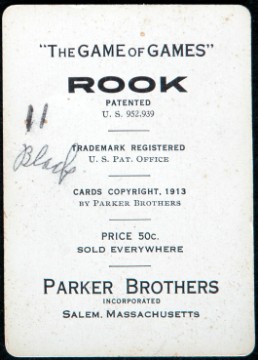 "THE GAME OF GAMES"
ROOK
PATENTED
U. S. 952.939
11
Black
TRADEMARK REGISTERED
U. S. PAT. OFFICE
CARDS COPYRIGHT, 1913
BY PARKER BROTHERS
PRICE 50c.
SOLD EVERYWHERE
PARKER BROTHERS
INCORPORATED
SALEM, MASSACHUSETTS